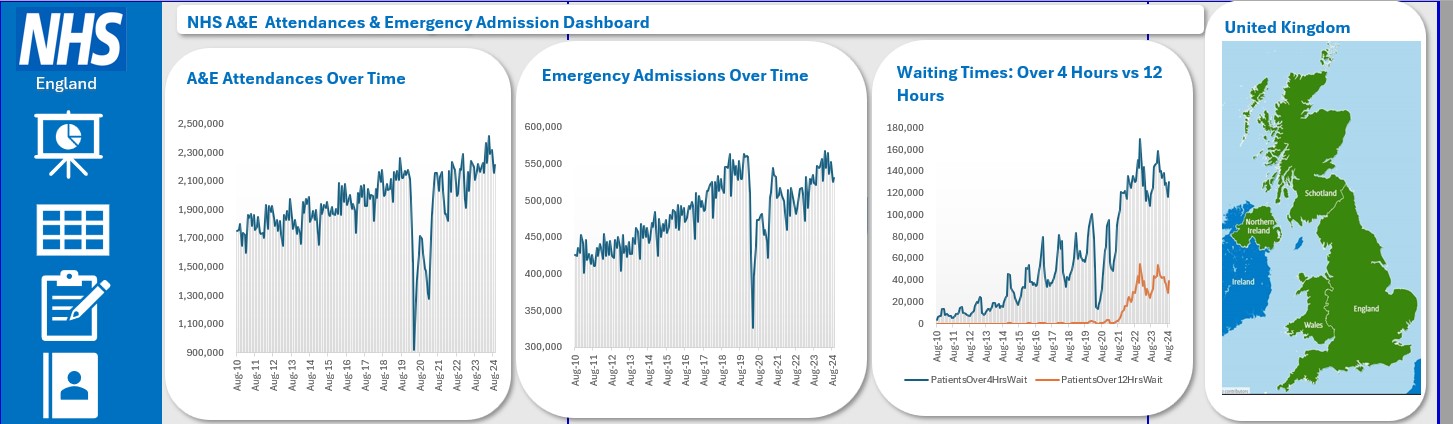 NHS
England
NHS A&E Attendances & Emergency Admission Dashboard
A&E Attendances Over Time
2,500,000
2,300,000
2,100,000
1,900,000
1,700,000
1,500,000
1,300,000
1,100,000
900,000
Aug-10
Aug-11
Aug-12
Aug-13
Aug-14
Aug-15
Aug-16
Aug-17
Aug-18
Aug-19
Aug-20
Aug-21
Aug-22
Aug-23
Aug-24
Emergency Admissions Over Time
600,000
550,000
500,000
450,000
400,000
350,000
300,000
Aug-10
Aug-11
Aug-12
Aug-13
Aug-14
Aug-15
Aug-16
Aug-17
Aug-18
Aug-19
Aug-20
Aug-21
Aug-22
Aug-23
Aug-24
Waiting Times: Over 4 Hours vs 12
Hours
180,000
160,000
140,000
120,000
100,000
80,000
60,000
40,000
20,000
0
Aug-10
Aug-11
Aug-12
Aug-13
Aug-14
Aug-15
Aug-16
Aug-17
Aug-18
Aug-19
Aug-20
Aug-21
Aug-22
Aug-23
Aug-24
PatientsOver4HrsWait
PatientsOver12HrsWait
United Kingdom
Schotland
Northern
Ireland
Ireland
England
Wales